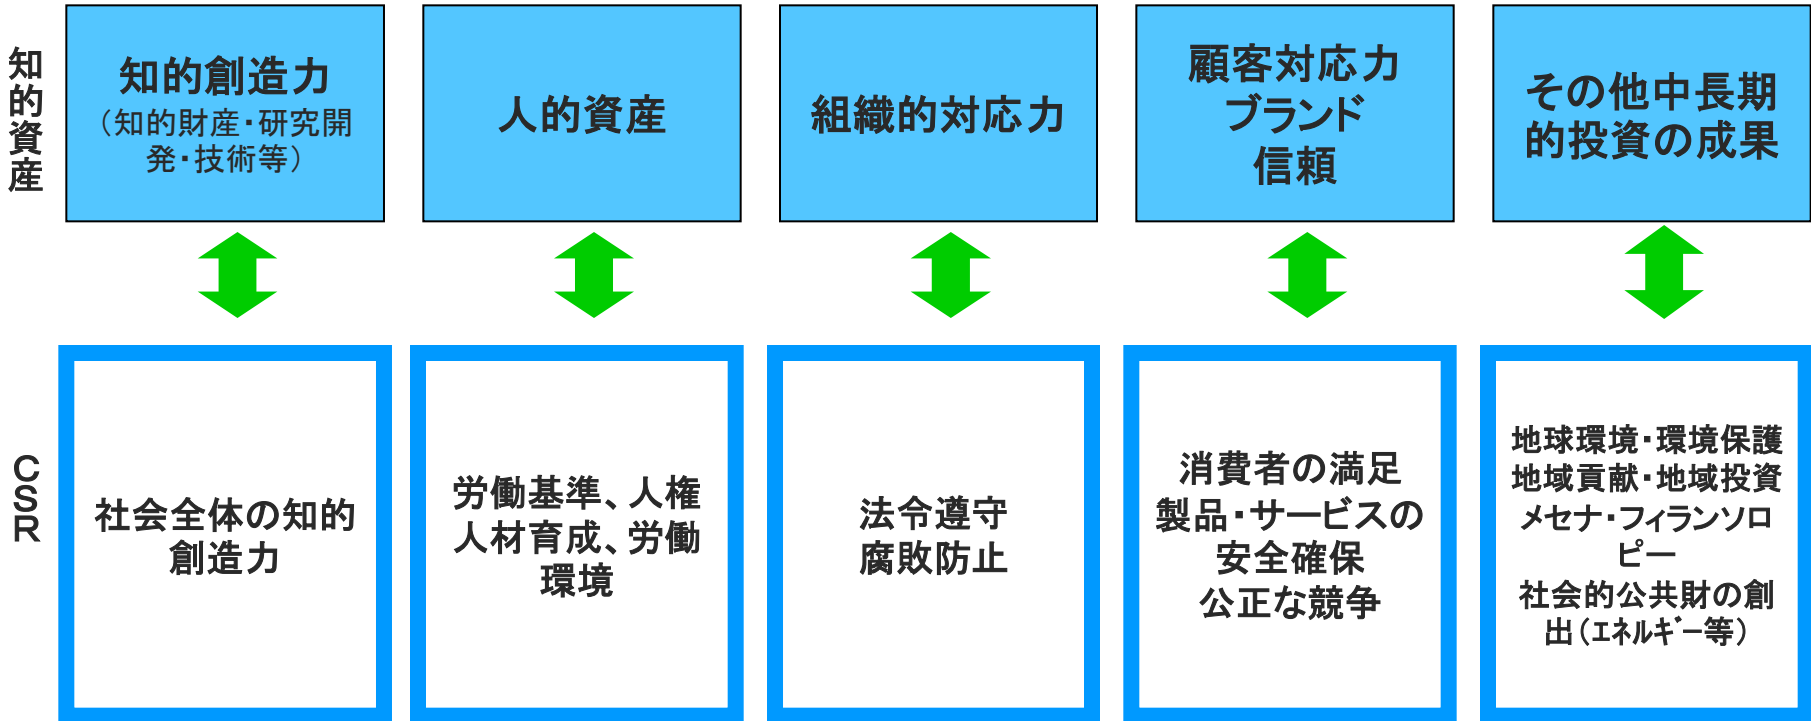 知的資産
知的創造力
（知的財産・研究開
発・技術等）
人的資産
組織的対応力
顧客対応力
ブランド
信頼
その他中長期
的投資の成果
CSR
社会全体の知的
創造力
労働基準、人権
人材育成、労働
環境
法令遵守
腐敗防止
消費者の満足
製品・サービスの
安全確保
公正な競争
地球環境・環境保護
地域貢献・地域投資
メセナ・フィランソロ
ピー
社会的公共財の創
出（ｴﾈﾙｷﾞｰ等）